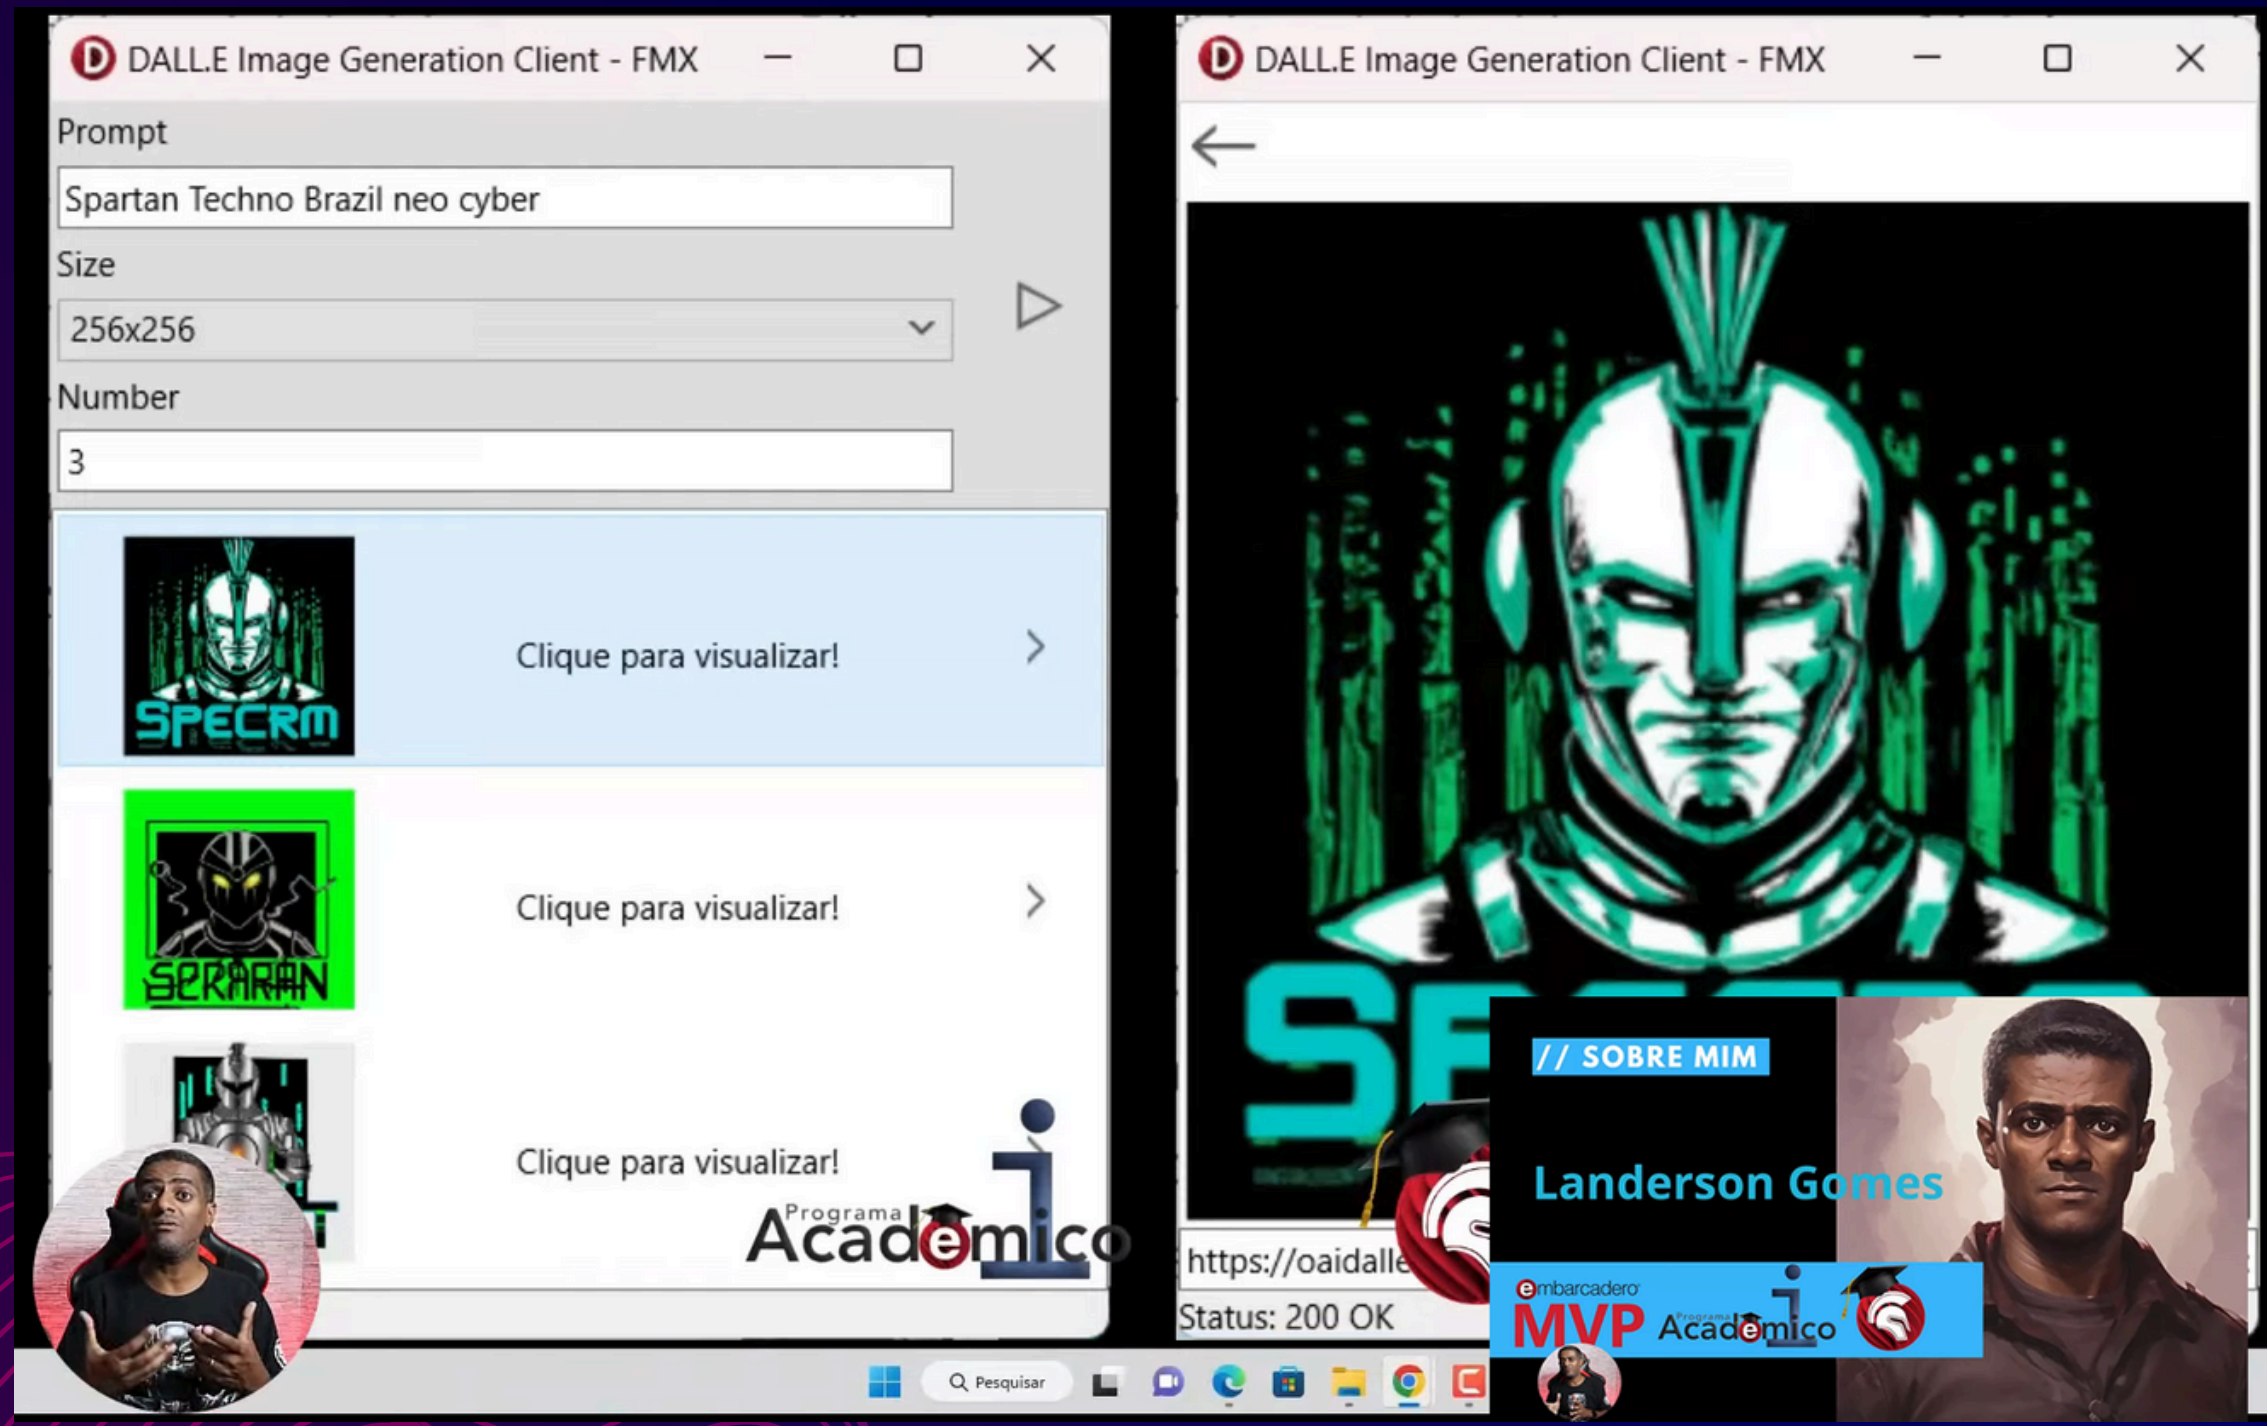 DALL.E Image Generation Client - FMX
Prompt
Spartan Techno Brazil neo cyber
Size
256x256
Number
3
SPECRM
Clique para visualizar!
Clique para visualizar!
Clique para visualizar!
Programa
Acadêmico
DALL.E Image Generation Client - FMX
https://oaidalle
Status: 200 OK
// SOBRE MIM
Landerson Gomes
embarcadero
MVP
Programa
Acadêmico
Pesquisar